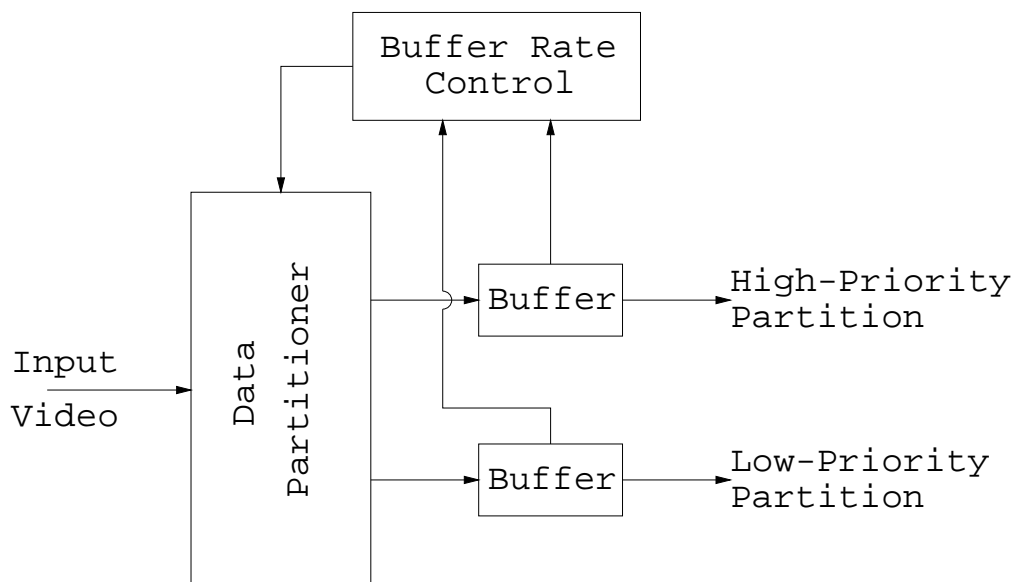 Buffer Rate
Control
Buffer
High-Priority
Partition
Input
Video
Data
Partitioner
Buffer
Low-Priority
Partition